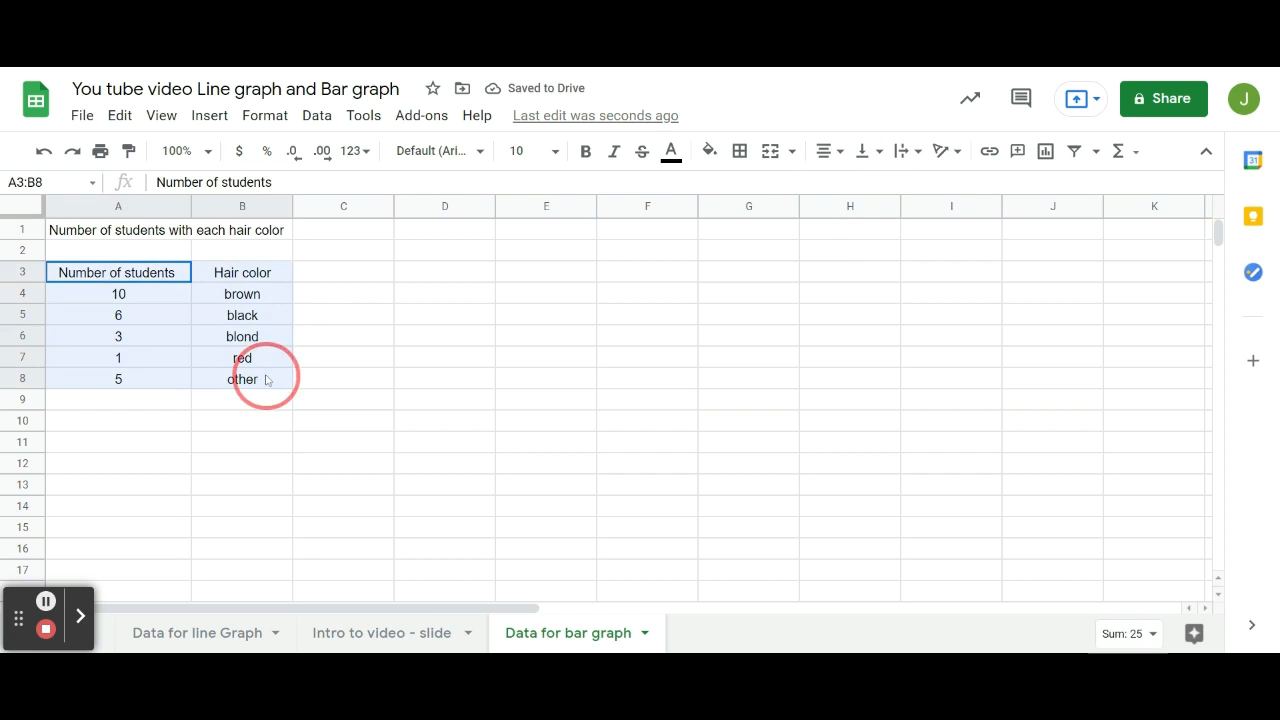 You tube video Line graph and Bar graph
Saved to Drive
File Edit View Insert Format Data Tools Add-ons Help Last edit was seconds ago
Share
J
100% $ % .0 .00 123 Default (Ari... 10 B I S A Σ
31
A3:B8 fx Number of students
A B C D E F G H I J K
1 Number of students with each hair color
2
3 Number of students Hair color
4 10 brown
5 6 black
6 3 blond
7 1 red
8 5 other
9
10
11
12
13
14
15
16
17
Data for line Graph Intro to video - slide Data for bar graph Sum: 25